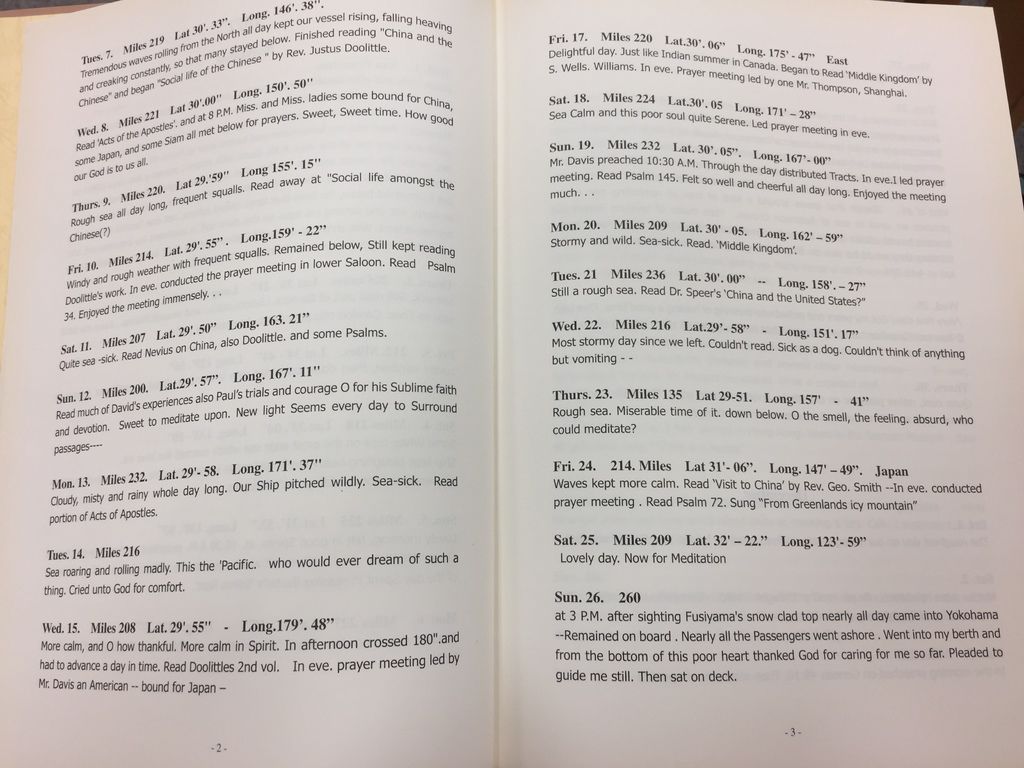 Tues. 7. Miles 219 Lat 30'. 33”. Long. 146'. 38".
Tremendous waves rolling from the North all day kept our vessel rising, falling heaving
and creaking constantly, so that many stayed below. Finished reading "China and the
Chinese" and began "Social life of the Chinese " by Rev. Justus Doolittle.
Wed. 8. Miles 221 Lat 30'.00" Long. 150'. 50"
Read 'Acts of the Apostles'. and at 8 P.M. Miss. and Miss. ladies some bound for China,
some Japan, and some Siam all met below for prayers. Sweet, Sweet time. How good
our God is to us all.
Thurs. 9. Miles 220. Lat 29.'59" Long 155'. 15"
Rough sea all day long, frequent squalls. Read away at "Social life amongst the
Chinese(?)
Fri. 10. Miles 214. Lat. 29'. 55” . Long.159' - 22”
Windy and rough weather with frequent squalls. Remained below, Still kept reading
Doolittle's work. In eve. conducted the prayer meeting in lower Saloon. Read Psalm
34. Enjoyed the meeting immensely. . .
Sat. 11. Miles 207 Lat. 29'. 50” Long. 163. 21”
Quite sea -sick. Read Nevius on China, also Doolittle. and some Psalms.
Sun. 12. Miles 200. Lat.29'. 57”. Long. 167'. 11"
Read much of David's experiences also Paul's trials and courage O for his Sublime faith
and devotion. Sweet to meditate upon. New light Seems every day to Surround
passages----
Mon. 13. Miles 232. Lat. 29'- 58. Long. 171'. 37"
Cloudy, misty and rainy whole day long. Our Ship pitched wildly. Sea-sick. Read
portion of Acts of Apostles.
Tues. 14. Miles 216
Sea roaring and rolling madly. This the 'Pacific. who would ever dream of such a
thing. Cried unto God for comfort.
Wed. 15. Miles 208 Lat. 29'. 55" - Long.179’. 48”
More calm, and O how thankful. More calm in Spirit. In afternoon crossed 180".and
had to advance a day in time. Read Doolittles 2nd vol. In eve. prayer meeting led by
Mr. Davis an American -- bound for Japan –
- 2 -
Fri. 17. Miles 220 Lat.30'. 06” Long. 175' - 47” East
Delightful day. Just like Indian summer in Canada. Began to Read 'Middle Kingdom' by
S. Wells. Williams. In eve. Prayer meeting led by one Mr. Thompson, Shanghai.
Sat. 18. Miles 224 Lat.30'. 05 Long. 171' – 28”
Sea Calm and this poor soul quite Serene. Led prayer meeting in eve.
Sun. 19. Miles 232 Lat. 30'. 05”. Long. 167'- 00”
Mr. Davis preached 10:30 A.M. Through the day distributed Tracts. In eve.I led prayer
meeting. Read Psalm 145. Felt so well and cheerful all day long. Enjoyed the meeting
much. . .
Mon. 20. Miles 209 Lat. 30' - 05. Long. 162' – 59”
Stormy and wild. Sea-sick. Read. 'Middle Kingdom'.
Tues. 21 Miles 236 Lat. 30'. 00” -- Long. 158'. – 27”
Still a rough sea. Read Dr. Speer's 'China and the United States?"
Wed. 22. Miles 216 Lat.29’- 58” - Long. 151'. 17”
Most stormy day since we left. Couldn't read. Sick as a dog. Couldn't think of anything
but vomiting - -
Thurs. 23. Miles 135 Lat 29-51. Long. 157' - 41”
Rough sea. Miserable time of it. down below. O the smell, the feeling. absurd, who
could meditate?
Fri. 24. 214. Miles Lat 31'- 06”. Long. 147' – 49”. Japan
Waves kept more calm. Read 'Visit to China' by Rev. Geo. Smith --In eve. conducted
prayer meeting . Read Psalm 72. Sung “From Greenlands icy mountain”
Sat. 25. Miles 209 Lat. 32' – 22.” Long. 123'- 59”
Lovely day. Now for Meditation
Sun. 26. 260
at 3 P.M. after sighting Fusiyama's snow clad top nearly all day came into Yokohama
--Remained on board . Nearly all the Passengers went ashore . Went into my berth and
from the bottom of this poor heart thanked God for caring for me so far. Pleaded to
guide me still. Then sat on deck.
- 3 -